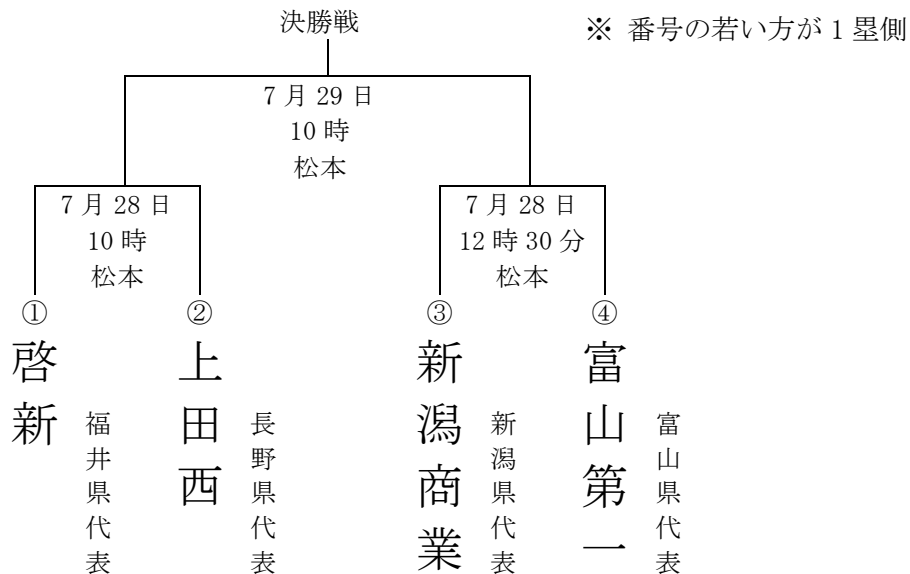 決勝戦
※ 番号の若い方が1塁側
7月29日
10時
松本
7月28日
10時
松本
7月28日
12時30分
松本
①
啓新
福井県代表
②
上田西
長野県代表
③
新潟商業
新潟県代表
④
富山第一
富山県代表